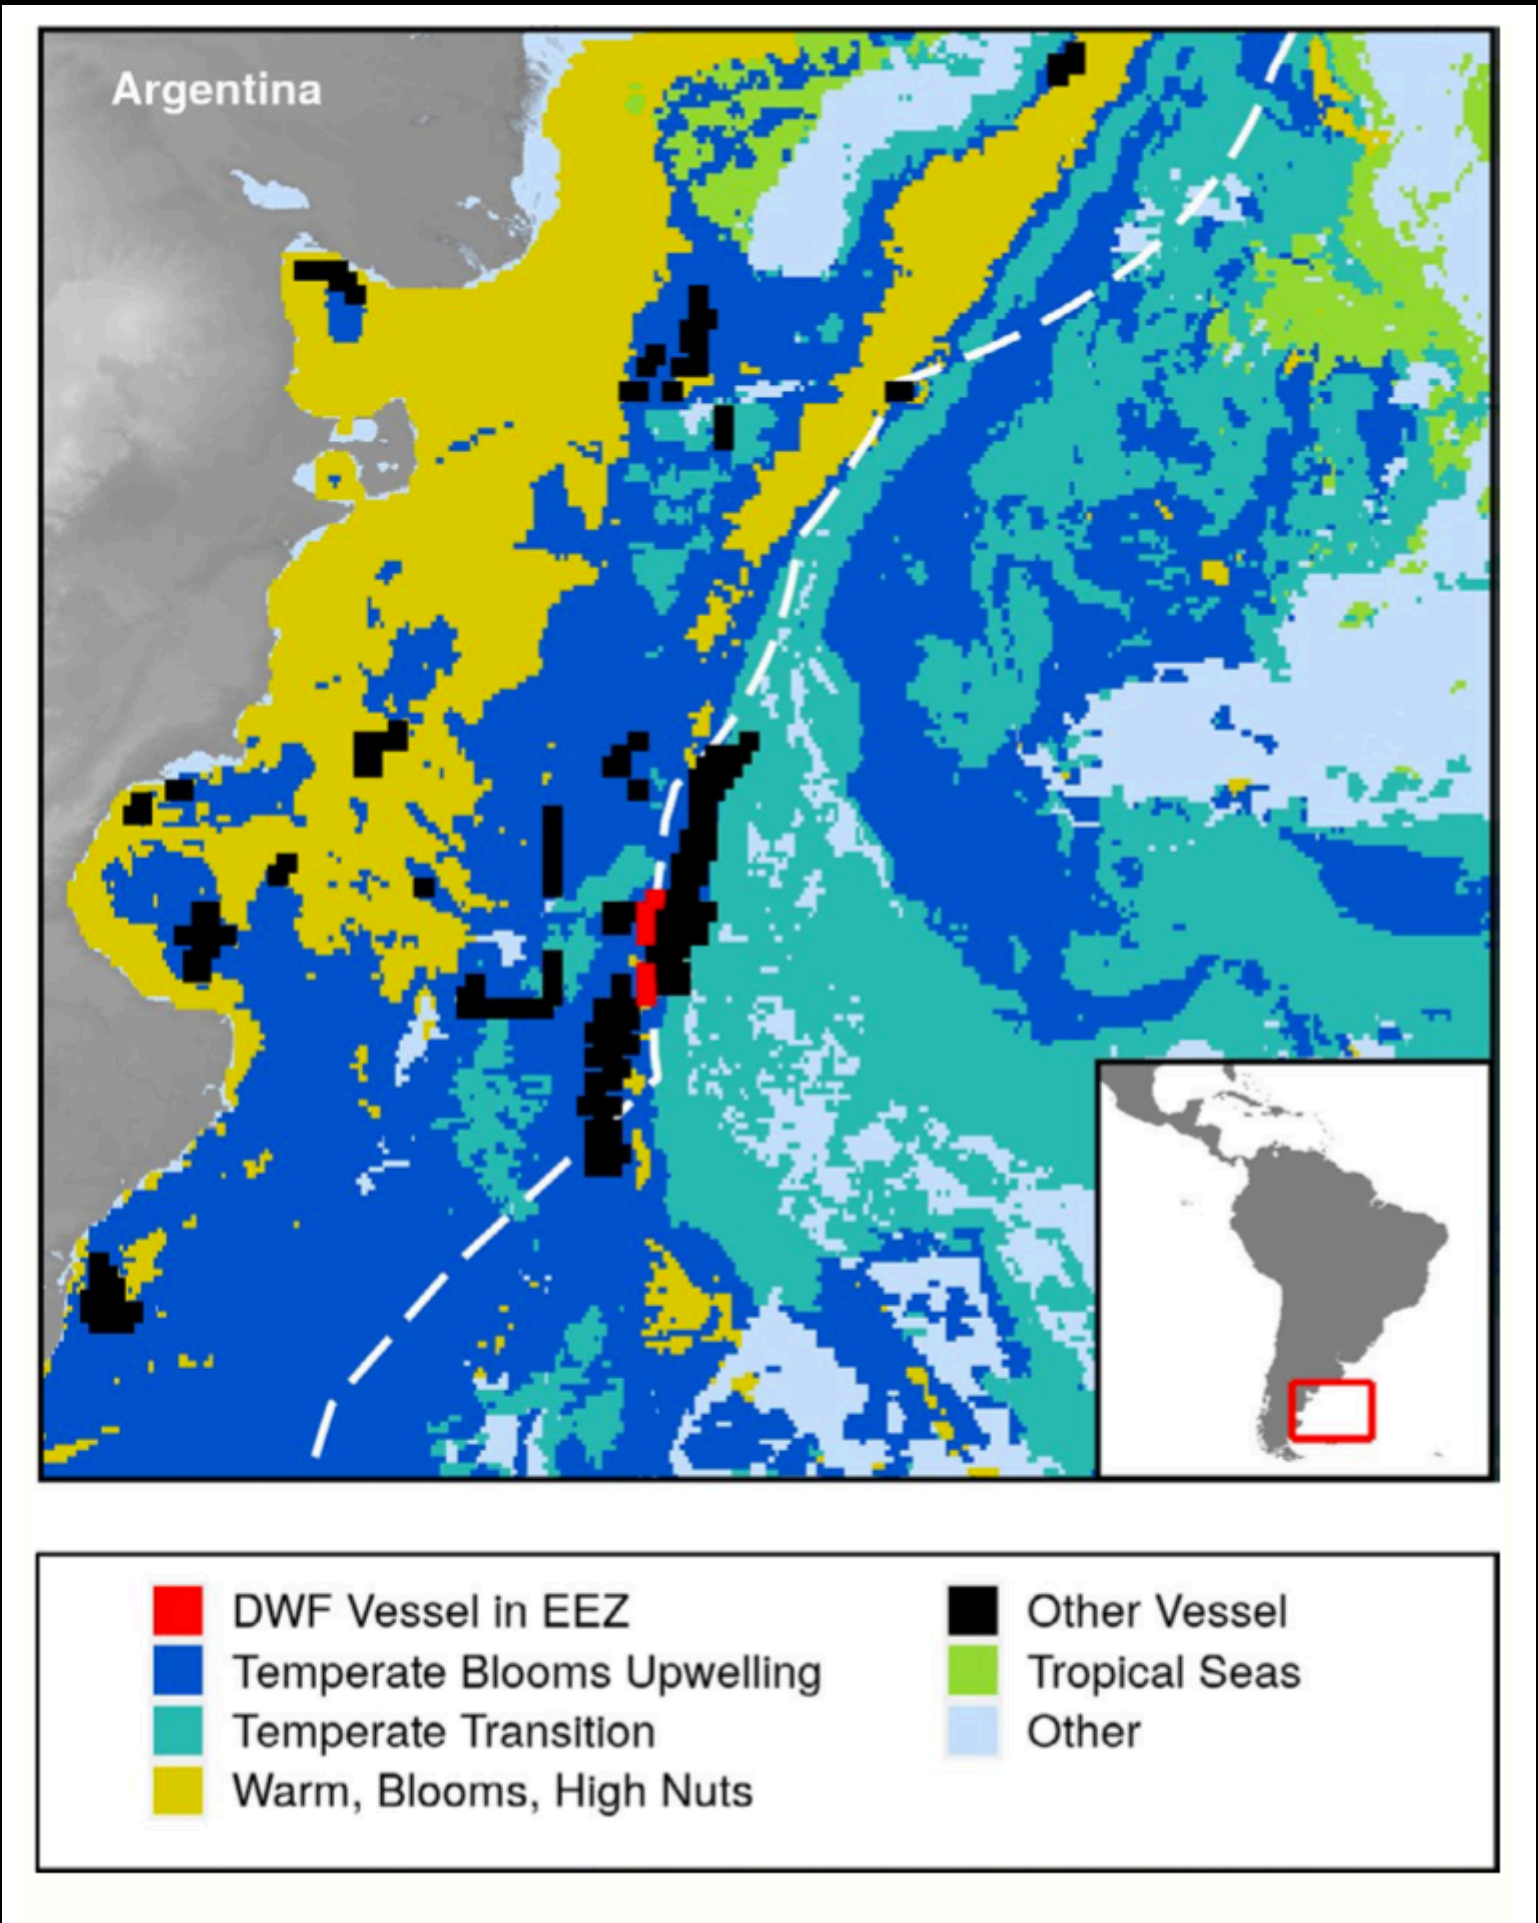 Argentina
DWF Vessel in EEZ
Temperate Blooms Upwelling
Temperate Transition
Warm, Blooms, High Nuts
Other Vessel
Tropical Seas
Other